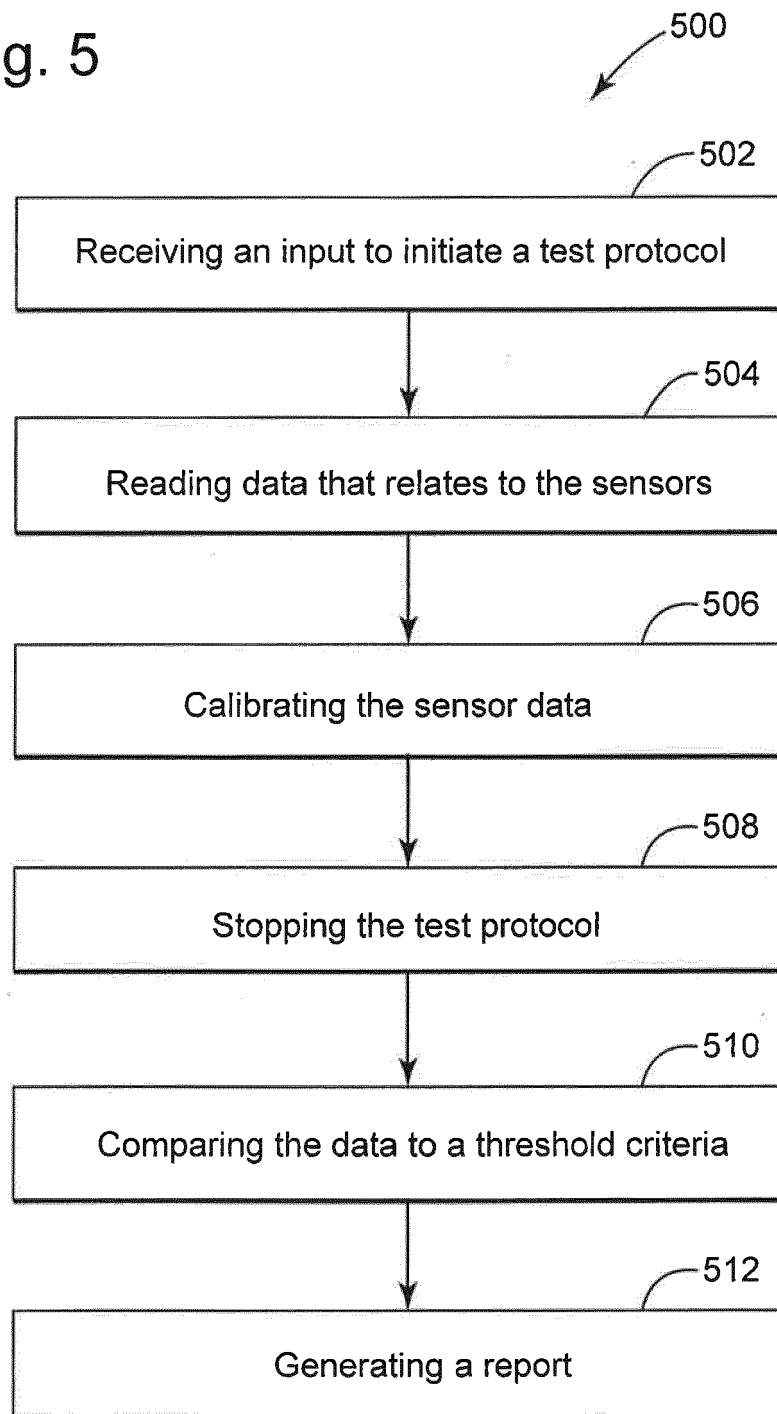 g. 5
500
502
Receiving an input to initiate a test protocol
504
Reading data that relates to the sensors
506
Calibrating the sensor data
508
Stopping the test protocol
510
Comparing the data to a threshold criteria
512
Generating a report